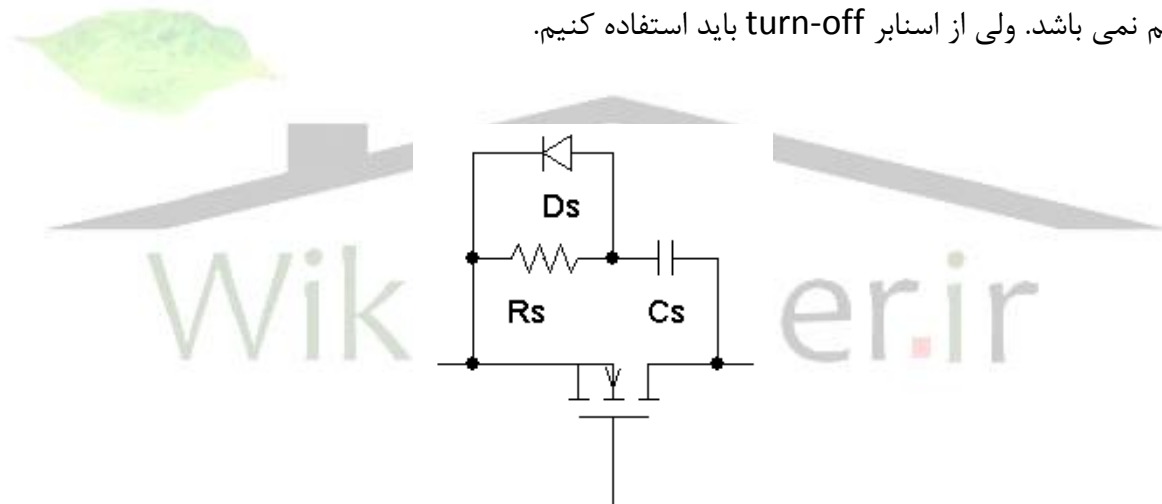 م نمی باشد. ولی از اسنابر turn-off باید استفاده کنیم.
Ds
Rs
Cs
Wik er.ir